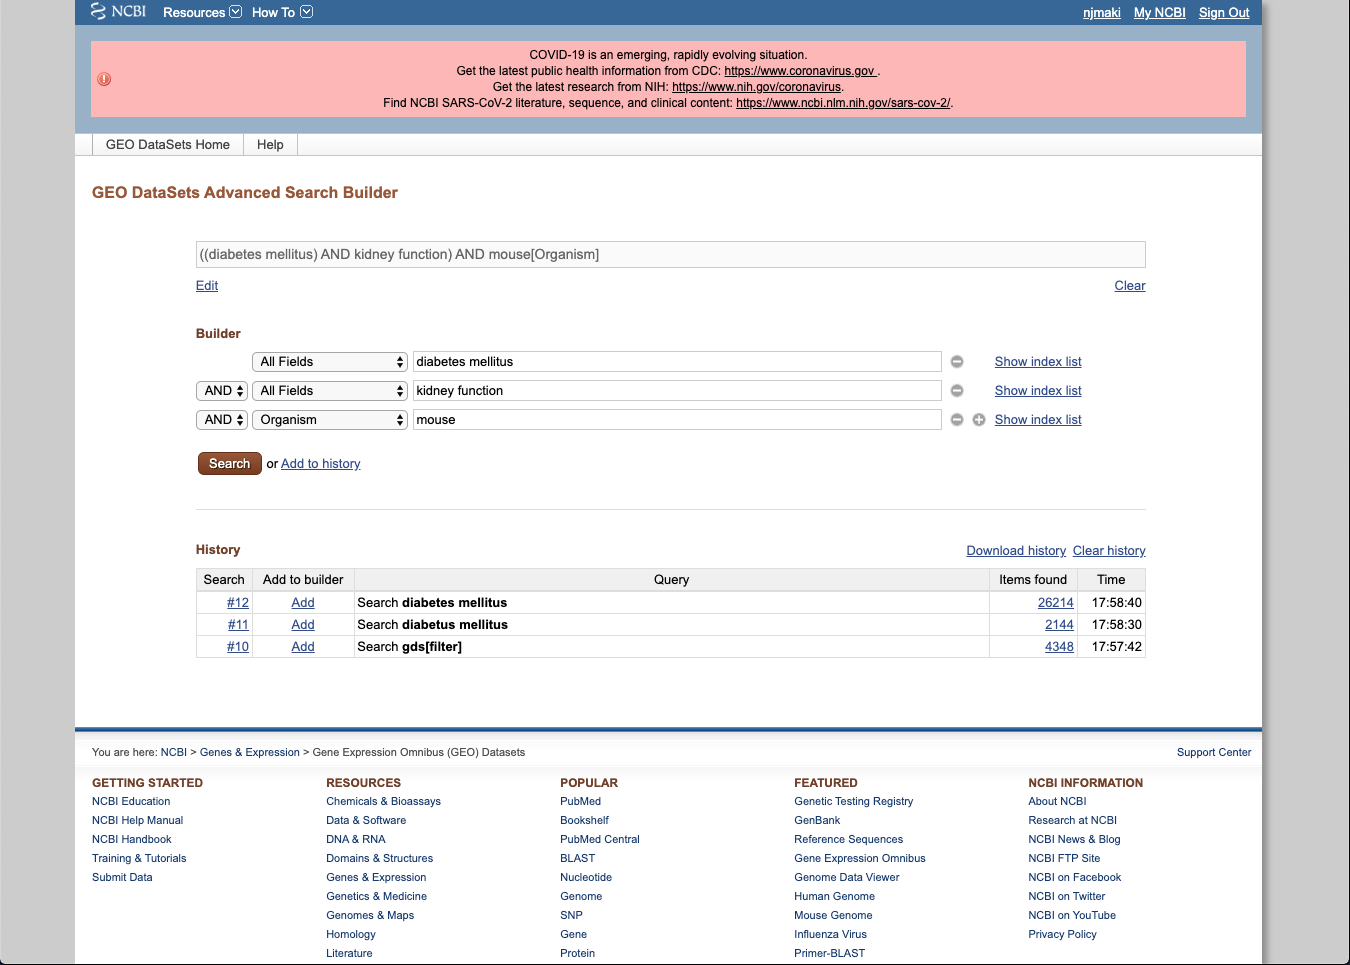 NCBI Resources How To njmaki My NCBI Sign Out
COVID-19 is an emerging, rapidly evolving situation.
Get the latest public health information from CDC: https://www.coronavirus.gov .
Get the latest research from NIH: https://www.nih.gov/coronavirus.
Find NCBI SARS-CoV-2 literature, sequence, and clinical content: https://www.ncbi.nlm.nih.gov/sars-cov-2/.
GEO DataSets Home Help
GEO DataSets Advanced Search Builder
((diabetes mellitus) AND kidney function) AND mouse[Organism]
Edit Clear
Builder
All Fields diabetes mellitus Show index list
AND All Fields kidney function Show index list
AND Organism mouse Show index list
Search or Add to history
History Download history Clear history
Search Add to builder Query Items found Time
#12 Add Search diabetes mellitus 26214 17:58:40
#11 Add Search diabetus mellitus 2144 17:58:30
#10 Add Search gds[filter] 4348 17:57:42
You are here: NCBI > Genes & Expression > Gene Expression Omnibus (GEO) Datasets Support Center
GETTING STARTED RESOURCES POPULAR FEATURED NCBI INFORMATION
NCBI Education Chemicals & Bioassays PubMed Genetic Testing Registry About NCBI
NCBI Help Manual Data & Software Bookshelf GenBank Research at NCBI
NCBI Handbook DNA & RNA PubMed Central Reference Sequences NCBI News & Blog
Training & Tutorials Domains & Structures BLAST Gene Expression Omnibus NCBI FTP Site
Submit Data Genes & Expression Nucleotide Genome Data Viewer NCBI on Facebook
Genetics & Medicine Genome Human Genome NCBI on Twitter
Genomes & Maps SNP Mouse Genome NCBI on YouTube
Homology Gene Influenza Virus Privacy Policy
Literature Protein Primer-BLAST